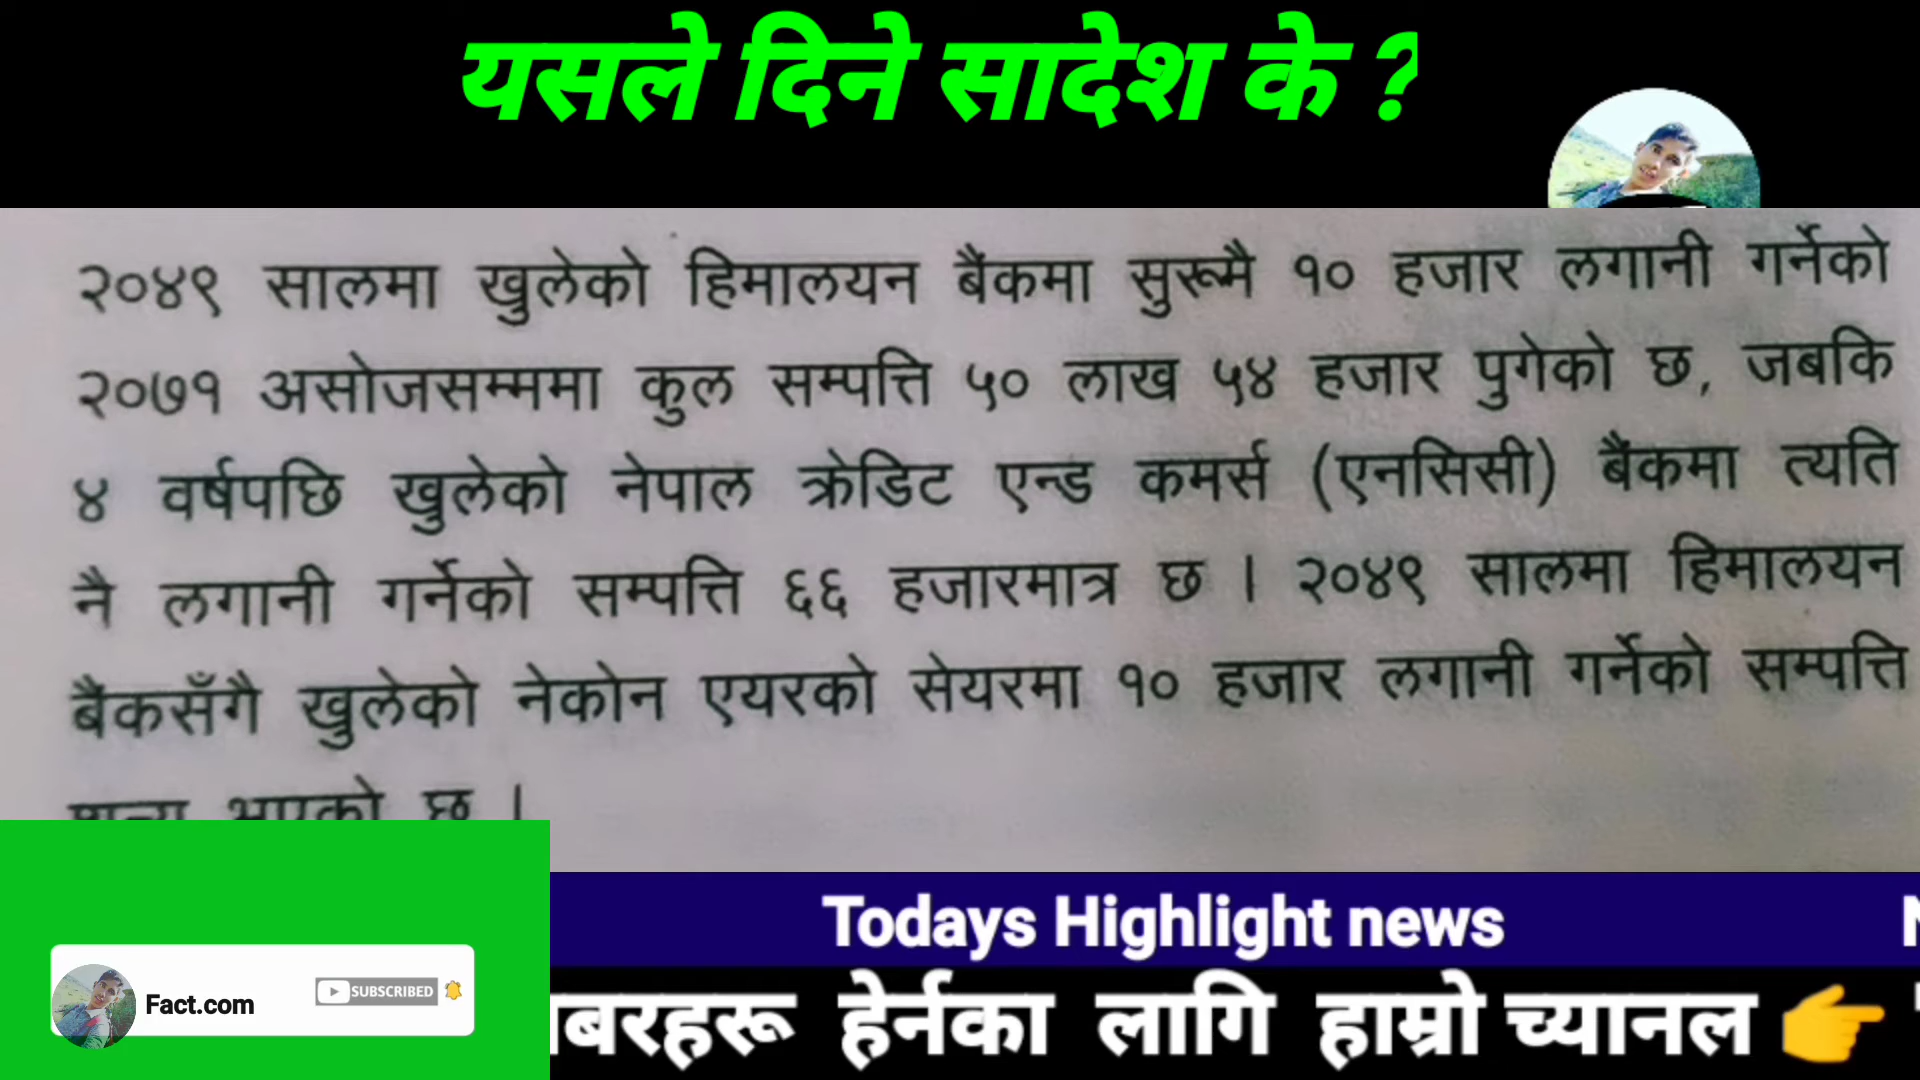 यसले दिने सादेश के ?
२०४९ सालमा खुलेको हिमालयन बैंकमा सुरूमै १० हजार लगानी गर्नेको
२०७१ असोजसम्ममा कुल सम्पत्ति ५० लाख ५४ हजार पुगेको छ, जबकि
४ वर्षपछि खुलेको नेपाल क्रेडिट एन्ड कमर्स (एनसिसी) बैंकमा त्यति
नै लगानी गर्नेको सम्पत्ति ६६ हजारमात्र छ । २०४९ सालमा हिमालयन
बैंकसँगै खुलेको नेकोन एयरको सेयरमा १० हजार लगानी गर्नेको सम्पत्ति
शून्य भएको छ ।
Todays Highlight news
Fact.com
SUBSCRIBED
हेर्नका लागि हाम्रो च्यानल